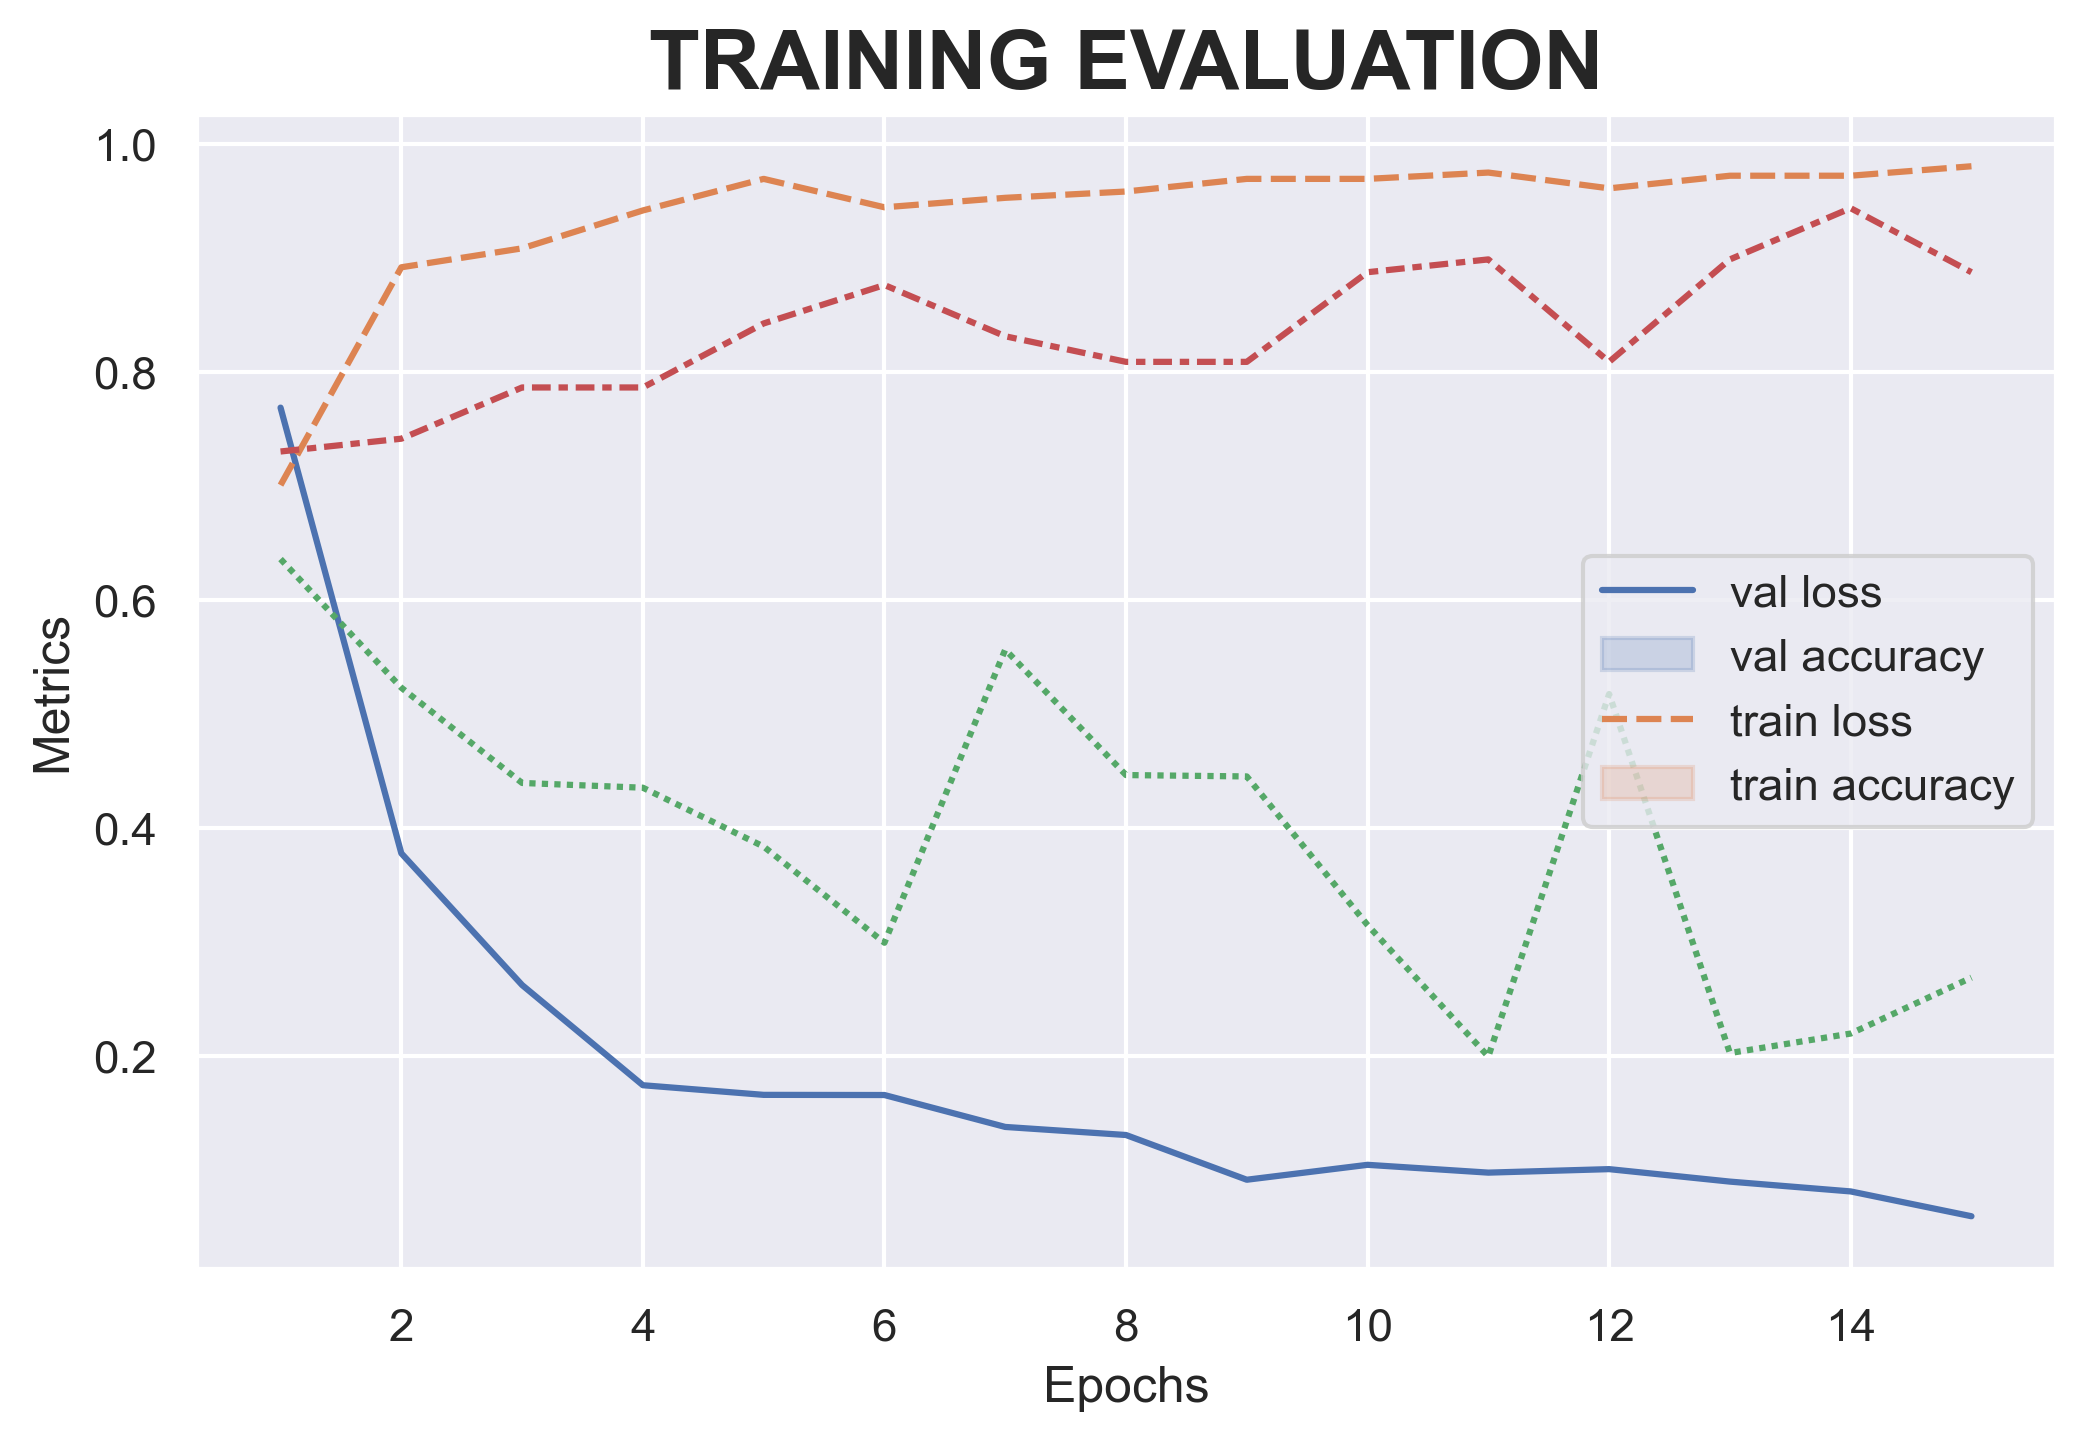 TRAINING EVALUATION
1.0
0.8
0.6
0.4
0.2
Metrics
val loss
val accuracy
train loss
train accuracy
2 4 6 8 10 12 14
Epochs